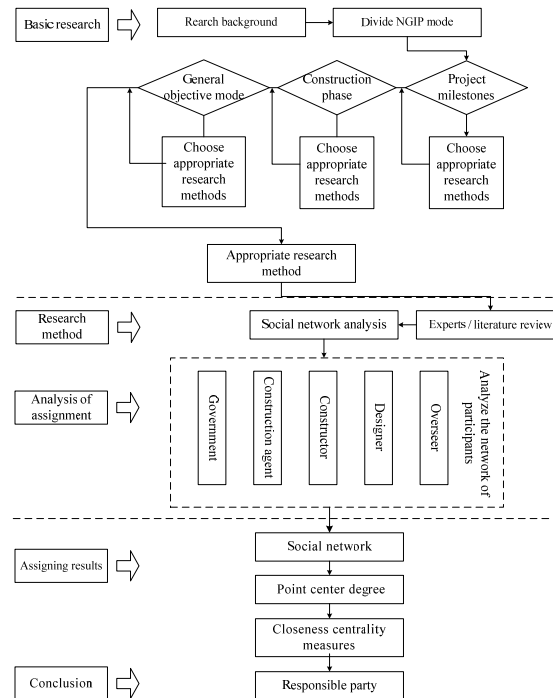 Basic research
Rearch background
Divide NGIP mode
General
objective mode
Construction
phase
Project
milestones
Choose
appropriate
research
methods
Choose
appropriate
research
methods
Choose
appropriate
research
methods
Appropriate research
method
Research
method
Social network analysis
Experts / literature review
Analysis of
assignment
Government
Construction agent
Constructor
Designer
Overseer
Analyze the network of
participants
Assigning results
Social network
Point center degree
Closeness centrality
measures
Conclusion
Responsible party